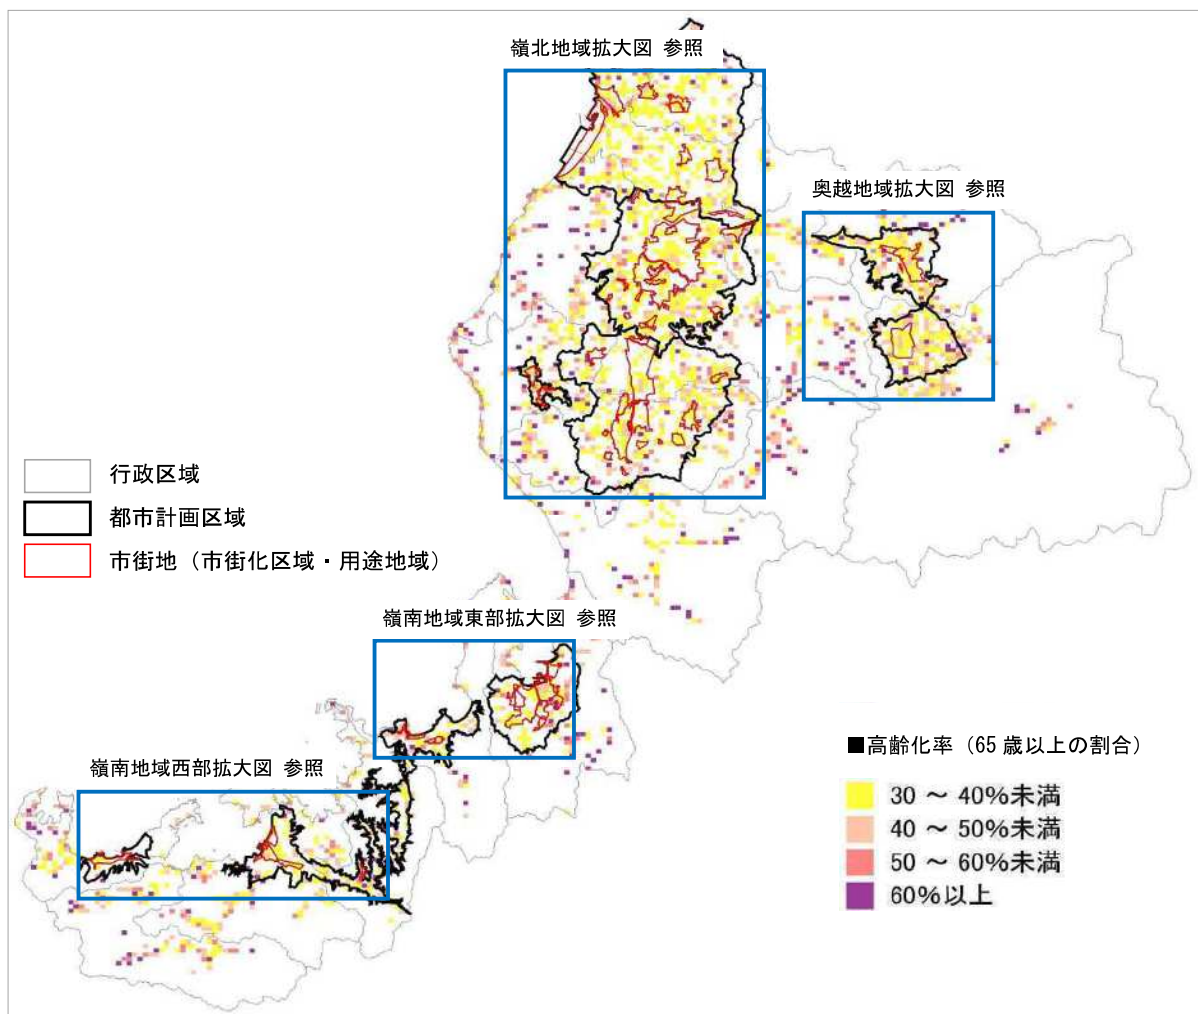 嶺北地域拡大図 参照
奥越地域拡大図 参照
行政区域
都市計画区域
市街地（市街化区域・用途地域）
嶺南地域東部拡大図 参照
嶺南地域西部拡大図 参照
■高齢化率（65 歳以上の割合）
30 ～ 40%未満
40 ～ 50%未満
50 ～ 60%未満
60%以上